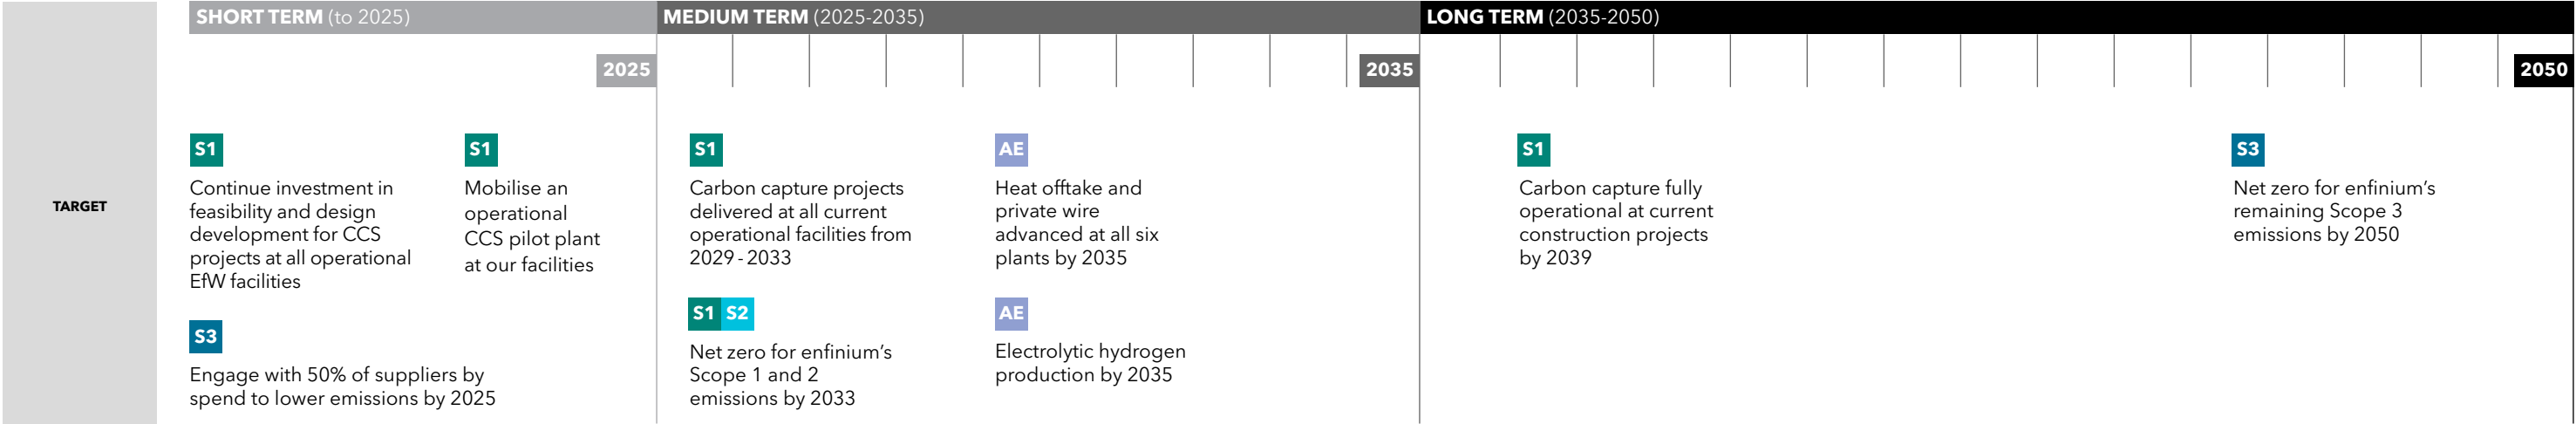 SHORT TERM (to 2025)
MEDIUM TERM (2025-2035)
LONG TERM (2035-2050)
2025
2035
2050
TARGET
S1
Continue investment in
feasibility and design
development for CCS
projects at all operational
EfW facilities
S1
Mobilise an
operational
CCS pilot plant
at our facilities
S3
Engage with 50% of suppliers by
spend to lower emissions by 2025
S1
Carbon capture projects
delivered at all current
operational facilities from
2029 - 2033
AE
Heat offtake and
private wire
advanced at all six
plants by 2035
S1 S2
Net zero for enfinium’s
Scope 1 and 2
emissions by 2033
AE
Electrolytic hydrogen
production by 2035
S1
Carbon capture fully
operational at current
construction projects
by 2039
S3
Net zero for enfinium’s
remaining Scope 3
emissions by 2050